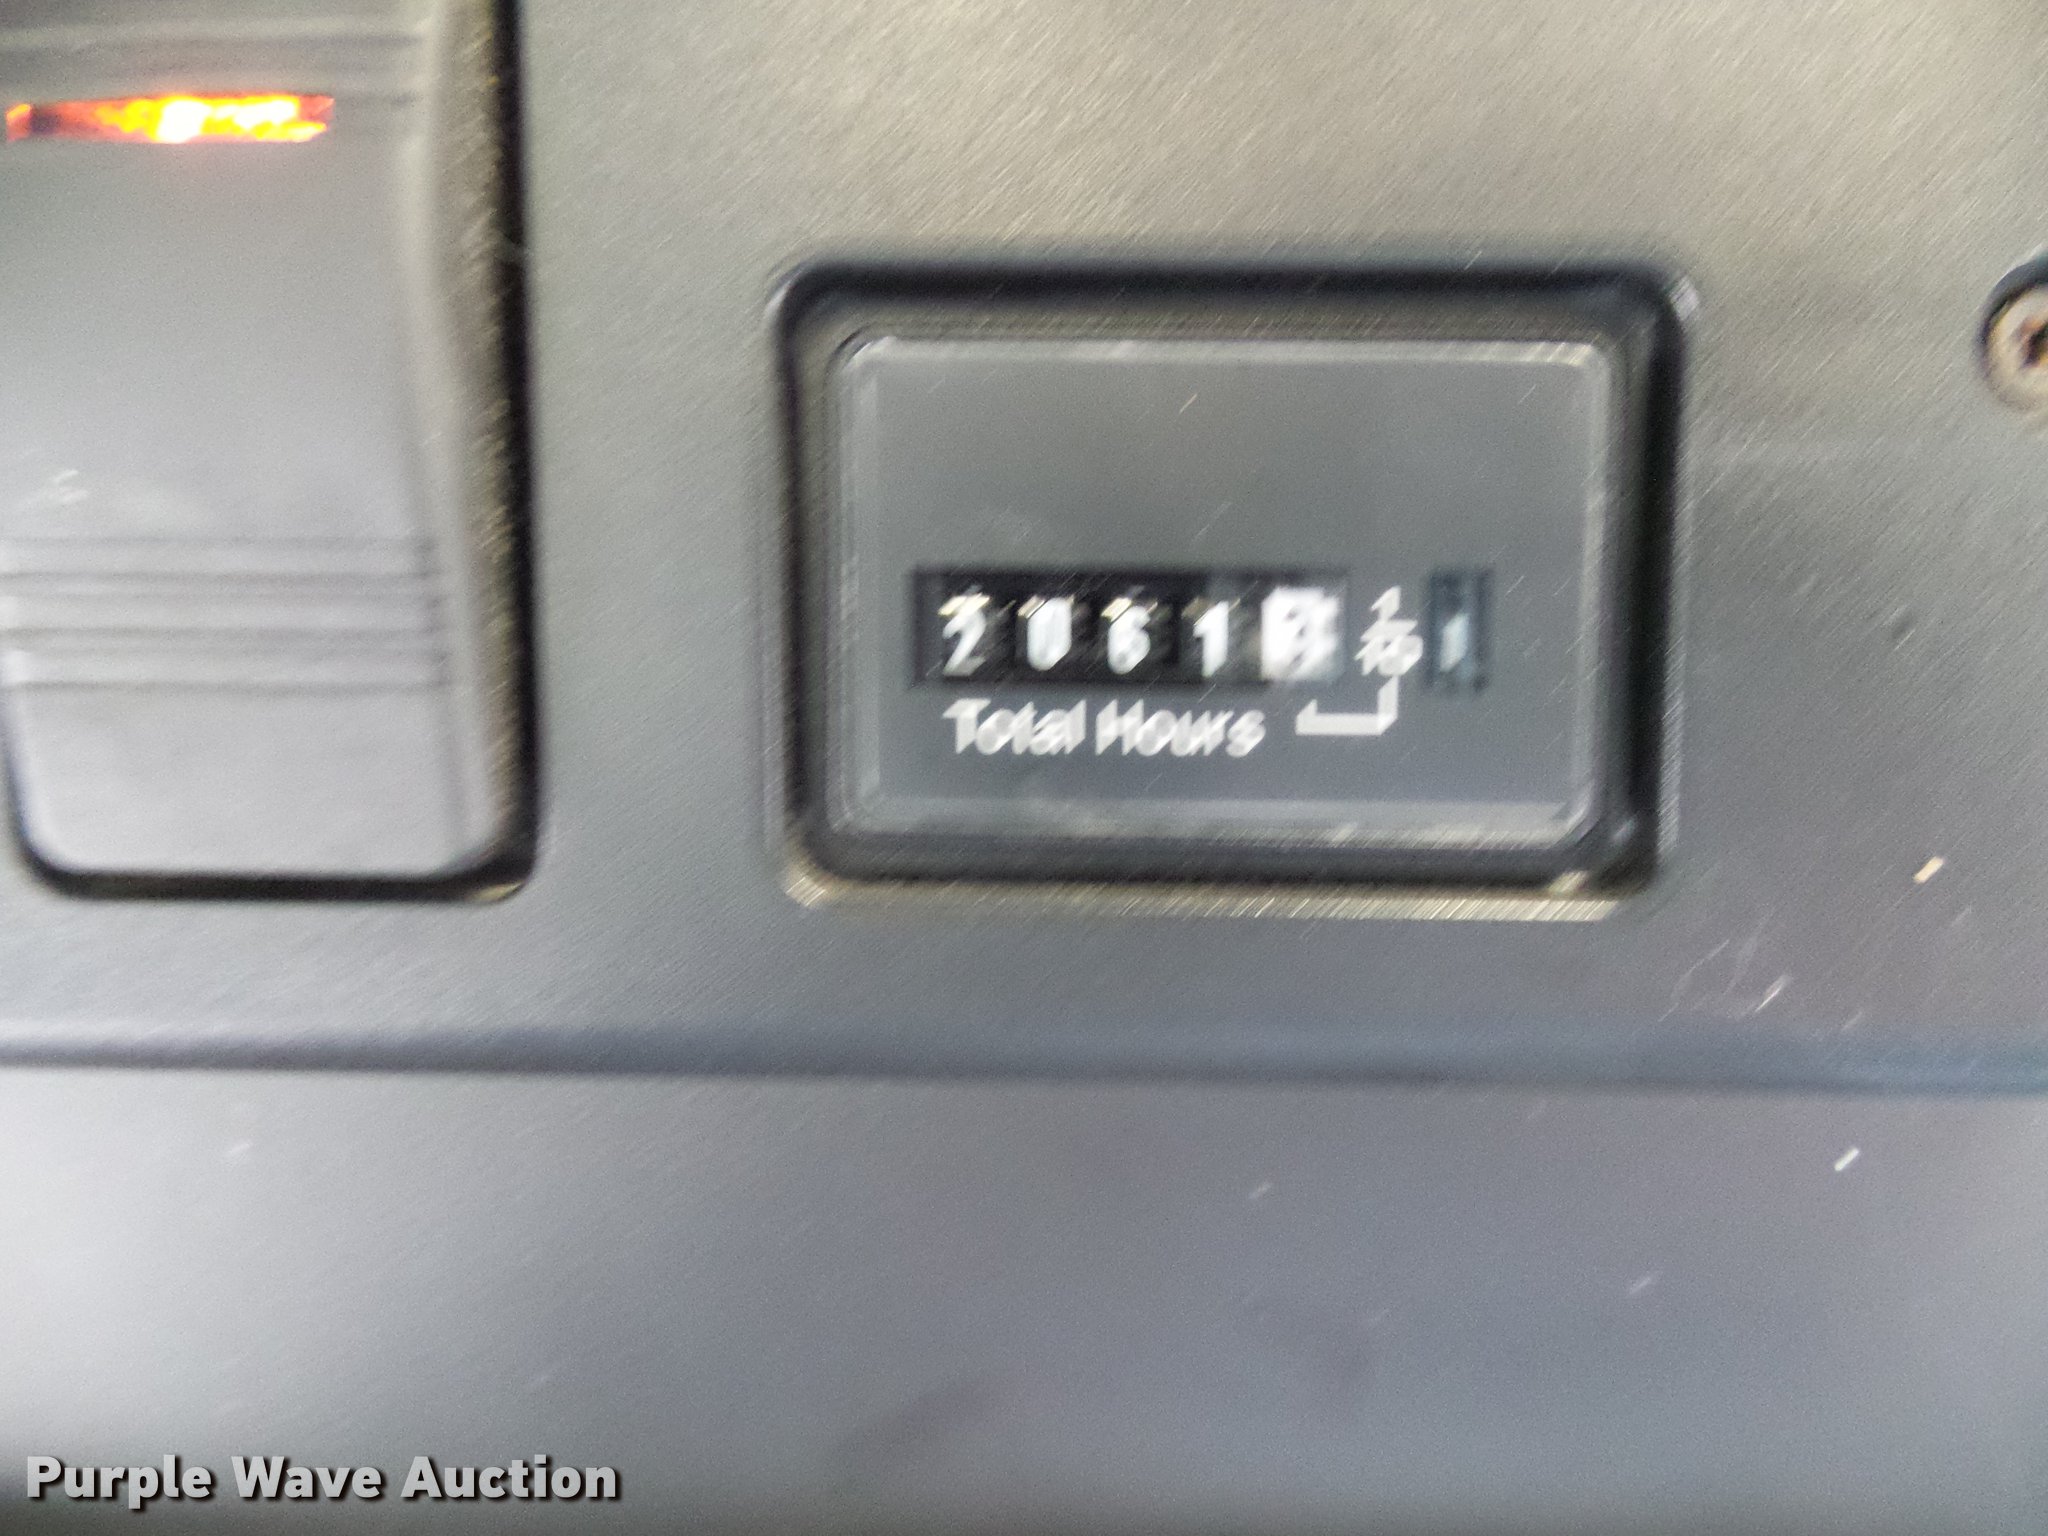 2061
1/10
Total Hours
Purple Wave Auction